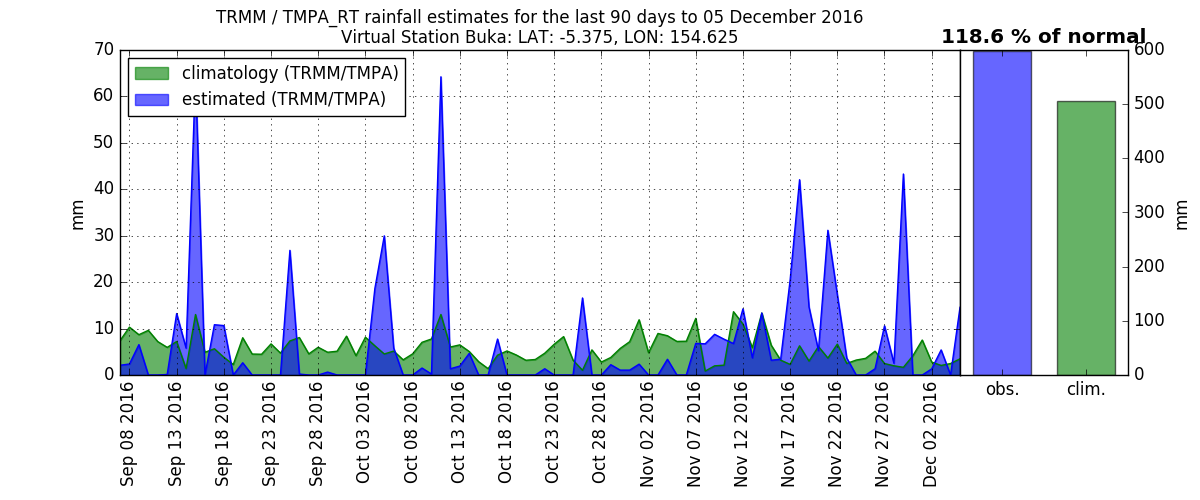 TRMM / TMPA_RT rainfall estimates for the last 90 days to 05 December 2016
Virtual Station Buka: LAT: -5.375, LON: 154.625
118.6 % of normal
climatology (TRMM/TMPA)
estimated (TRMM/TMPA)
70
60
50
40
30
20
10
0
mm
600
500
400
300
200
100
0
mm
Sep 08 2016
Sep 13 2016
Sep 18 2016
Sep 23 2016
Sep 28 2016
Oct 03 2016
Oct 08 2016
Oct 13 2016
Oct 18 2016
Oct 23 2016
Oct 28 2016
Nov 02 2016
Nov 07 2016
Nov 12 2016
Nov 17 2016
Nov 22 2016
Nov 27 2016
Dec 02 2016
obs.
clim.